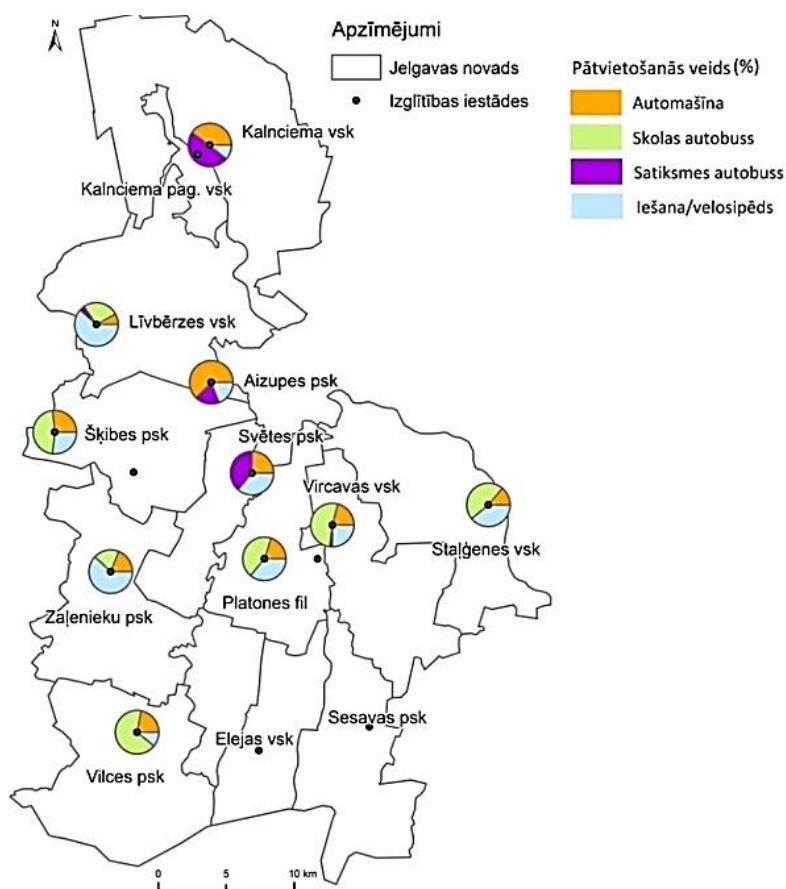 N
Apzīmējumi
Jelgavas novads
Izglītības iestādes
Pātvietošanās veids (%)
Automašīna
Skolas autobuss
Satiksmes autobuss
Iešana/velosipēds
Kalnciema vsk
Kalnciema pag. vsk
Līvbērzes vsk
Aizupes psk
Šķibes psk
Svētes psk
Vircavas vsk
Staļģenes vsk
Platones fil
Zaļenieku psk
Sesavas psk
Elejas vsk
Vilces psk
0 5 10 km